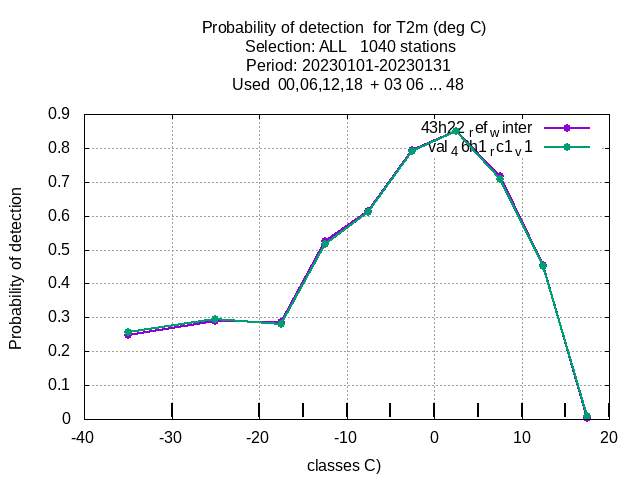 Probability of detection for T2m (deg C)
Selection: ALL 1040 stations
Period: 20230101-20230131
Used 00,06,12,18 + 03 06 ... 48
0.9
0.8
0.7
0.6
0.5
0.4
0.3
0.2
0.1
0
Probability of detection
43h22_ref_winter
val_46h1_rc1_v1
-40 -30 -20 -10 0 10 20
classes C)